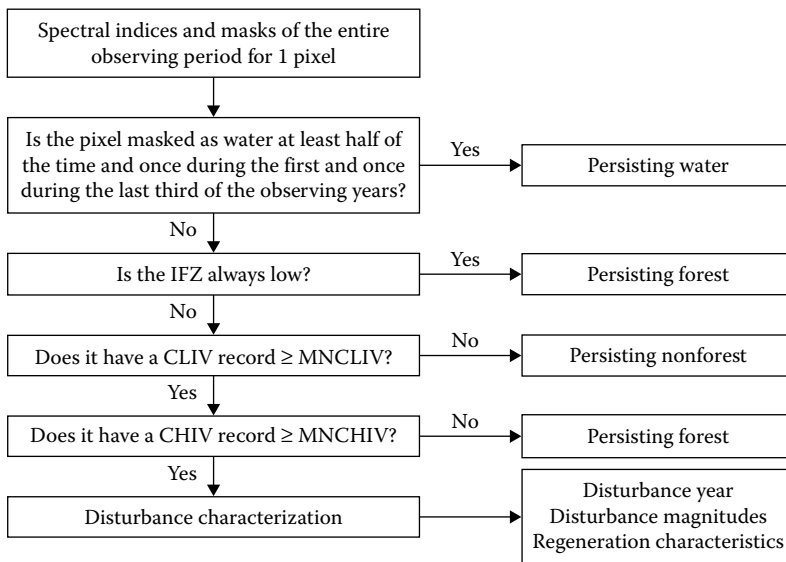 Spectral indices and masks of the entire
observing period for 1 pixel
Is the pixel masked as water at least half of
the time and once during the first and once
during the last third of the observing years?
Yes
Persisting water
No
Is the IFZ always low?
Yes
Persisting forest
No
Does it have a CLIV record ≥ MNCLIV?
No
Persisting nonforest
Yes
Does it have a CHIV record ≥ MNCHIV?
No
Persisting forest
Yes
Disturbance characterization
Disturbance year
Disturbance magnitudes
Regeneration characteristics